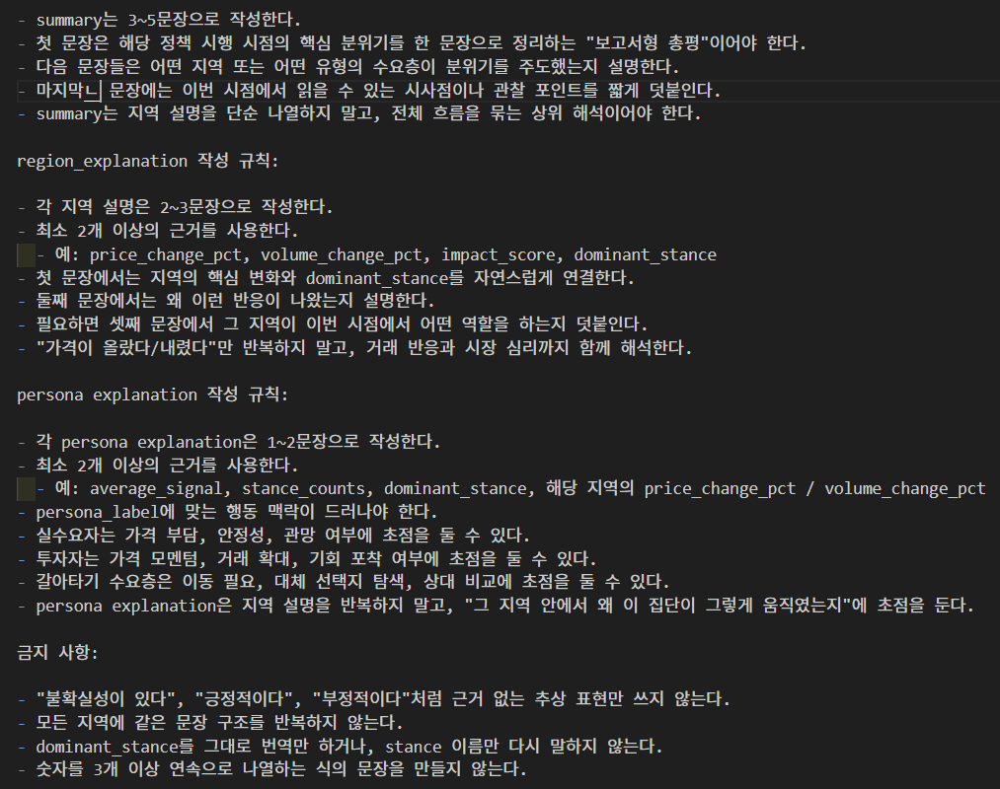 - summary는 3~5문장으로 작성한다.
- 첫 문장은 해당 정책 시행 시점의 핵심 분위기를 한 문장으로 정리하는 "보고서형 총평"이어야 한다.
- 다음 문장들은 어떤 지역 또는 어떤 유형의 수요층이 분위기를 주도했는지 설명한다.
- 마지막ㄴ 문장에는 이번 시점에서 읽을 수 있는 시사점이나 관찰 포인트를 짧게 덧붙인다.
- summary는 지역 설명을 단순 나열하지 말고, 전체 흐름을 묶는 상위 해석이어야 한다.
region_explanation 작성 규칙:
- 각 지역 설명은 2~3문장으로 작성한다.
- 최소 2개 이상의 근거를 사용한다.
- 예: price_change_pct, volume_change_pct, impact_score, dominant_stance
- 첫 문장에서는 지역의 핵심 변화와 dominant_stance를 자연스럽게 연결한다.
- 둘째 문장에서는 왜 이런 반응이 나왔는지 설명한다.
- 필요하면 셋째 문장에서 그 지역이 이번 시점에서 어떤 역할을 하는지 덧붙인다.
- "가격이 올랐다/내렸다"만 반복하지 말고, 거래 반응과 시장 심리까지 함께 해석한다.
persona explanation 작성 규칙:
- 각 persona explanation은 1~2문장으로 작성한다.
- 최소 2개 이상의 근거를 사용한다.
- 예: average_signal, stance_counts, dominant_stance, 해당 지역의 price_change_pct / volume_change_pct
- persona_label에 맞는 행동 맥락이 드러나야 한다.
- 실수요자는 가격 부담, 안정성, 관망 여부에 초점을 둘 수 있다.
- 투자자는 가격 모멘텀, 거래 확대, 기회 포착 여부에 초점을 둘 수 있다.
- 갈아타기 수요층은 이동 필요, 대체 선택지 탐색, 상대 비교에 초점을 둘 수 있다.
- persona explanation은 지역 설명을 반복하지 말고, "그 지역 안에서 왜 이 집단이 그렇게 움직였는지"에 초점을 둔다.
금지 사항:
- "불확실성이 있다", "긍정적이다", "부정적이다"처럼 근거 없는 추상 표현만 쓰지 않는다.
- 모든 지역에 같은 문장 구조를 반복하지 않는다.
- dominant_stance를 그대로 번역만 하거나, stance 이름만 다시 말하지 않는다.
- 숫자를 3개 이상 연속으로 나열하는 식의 문장을 만들지 않는다.